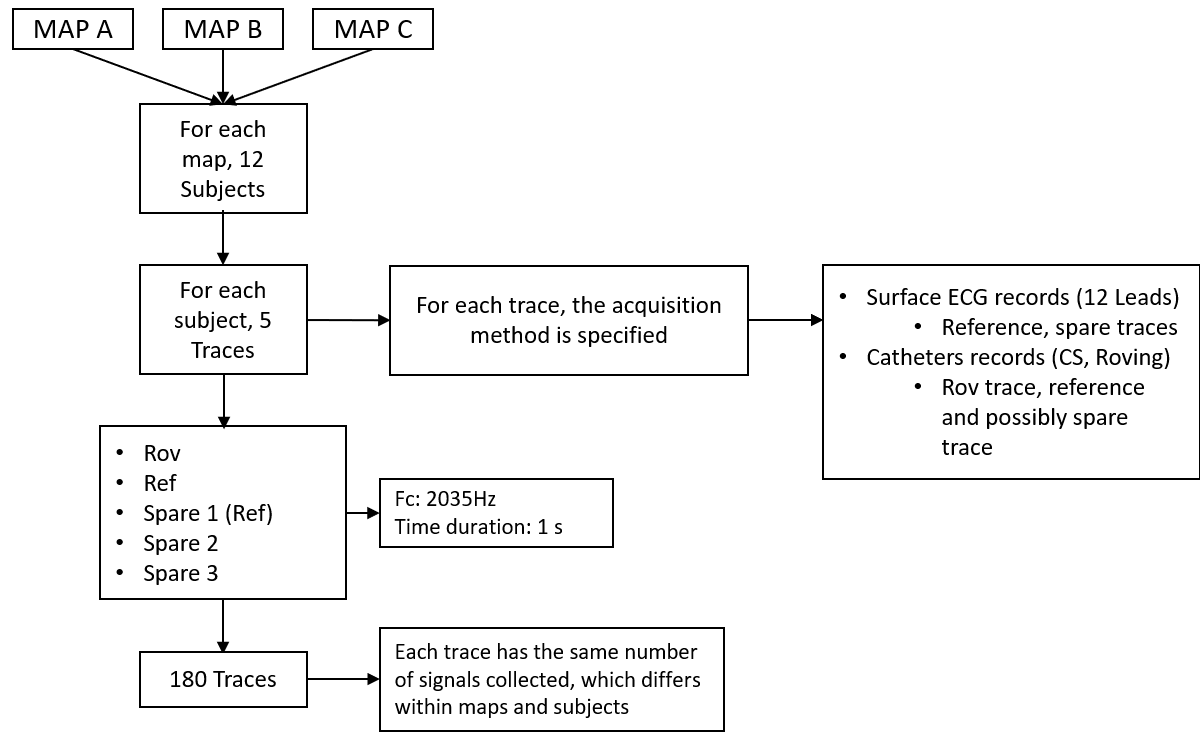 MAP A
MAP B
MAP C
For each
map, 12
Subjects
For each
subject, 5
Traces
For each trace, the acquisition
method is specified
• Surface ECG records (12 Leads)
• Reference, spare traces
• Catheters records (CS, Roving)
• Rov trace, reference
and possibly spare
trace
• Rov
• Ref
• Spare 1 (Ref)
• Spare 2
• Spare 3
Fc: 2035Hz
Time duration: 1 s
180 Traces
Each trace has the same number
of signals collected, which differs
within maps and subjects